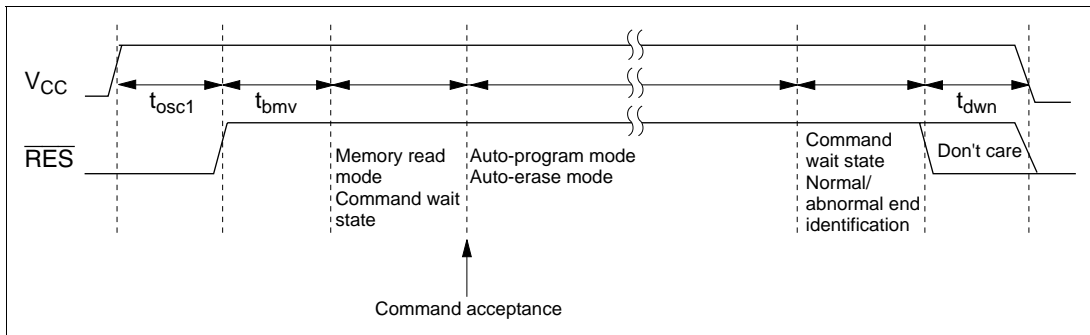 VCC
tosc1
tbmv
tdwn
RES
Memory read
mode
Command wait
state
Auto-program mode
Auto-erase mode
Command
wait state
Normal/
abnormal end
identification
Don't care
Command acceptance